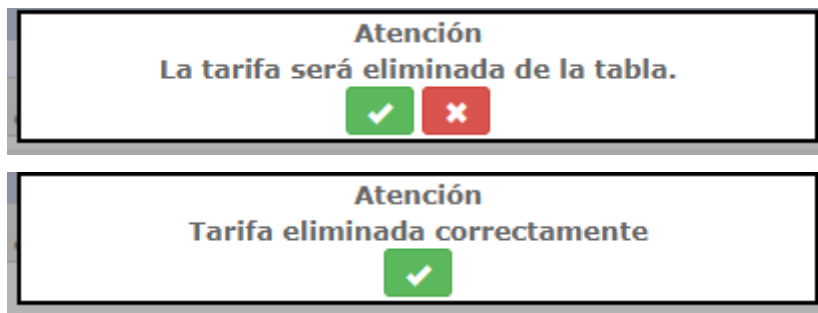 Atención
La tarifa será eliminada de la tabla.
Atención
Tarifa eliminada correctamente